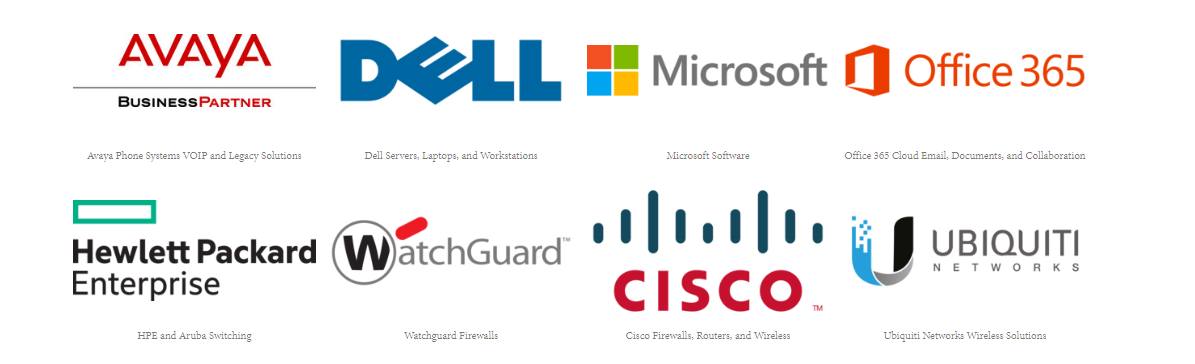 AVAYA
BUSINESSPARTNER
DELL
Microsoft
Office 365
Avaya Phone Systems VOIP and Legacy Solutions
Dell Servers, Laptops, and Workstations
Microsoft Software
Office 365 Cloud Email, Documents, and Collaboration
Hewlett Packard
Enterprise
WatchGuard™
CISCO™
UBIQUITI
NETWORKS
HPE and Aruba Switching
Watchguard Firewalls
Cisco Firewalls, Routers, and Wireless
Ubiquiti Networks Wireless Solutions